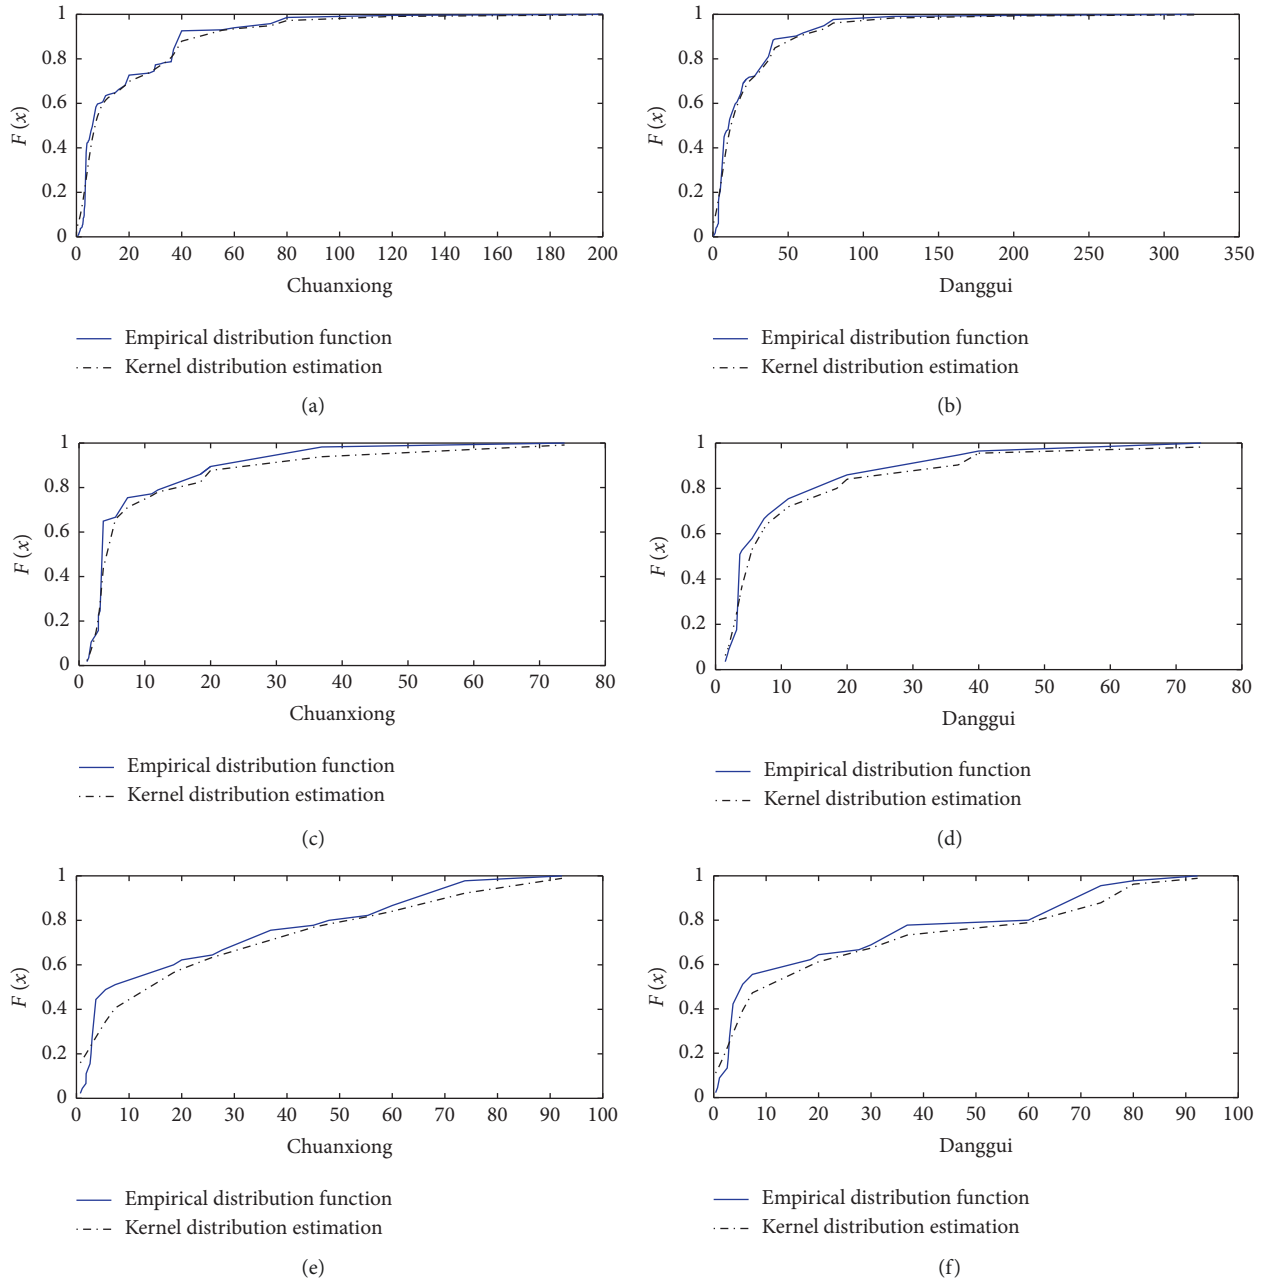 1
0.8
0.6
0.4
0.2
0
F (x)
0 20 40 60 80 100 120 140 160 180 200
Chuanxiong
Empirical distribution function
Kernel distribution estimation
(a)
1
0.8
0.6
0.4
0.2
0
F (x)
0 50 100 150 200 250 300 350
Danggui
Empirical distribution function
Kernel distribution estimation
(b)
1
0.8
0.6
0.4
0.2
0
F (x)
0 10 20 30 40 50 60 70 80
Chuanxiong
Empirical distribution function
Kernel distribution estimation
(c)
1
0.8
0.6
0.4
0.2
0
F (x)
0 10 20 30 40 50 60 70 80
Danggui
Empirical distribution function
Kernel distribution estimation
(d)
1
0.8
0.6
0.4
0.2
0
F (x)
0 10 20 30 40 50 60 70 80 90 100
Chuanxiong
Empirical distribution function
Kernel distribution estimation
(e)
1
0.8
0.6
0.4
0.2
0
F (x)
0 10 20 30 40 50 60 70 80 90 100
Danggui
Empirical distribution function
Kernel distribution estimation
(f)